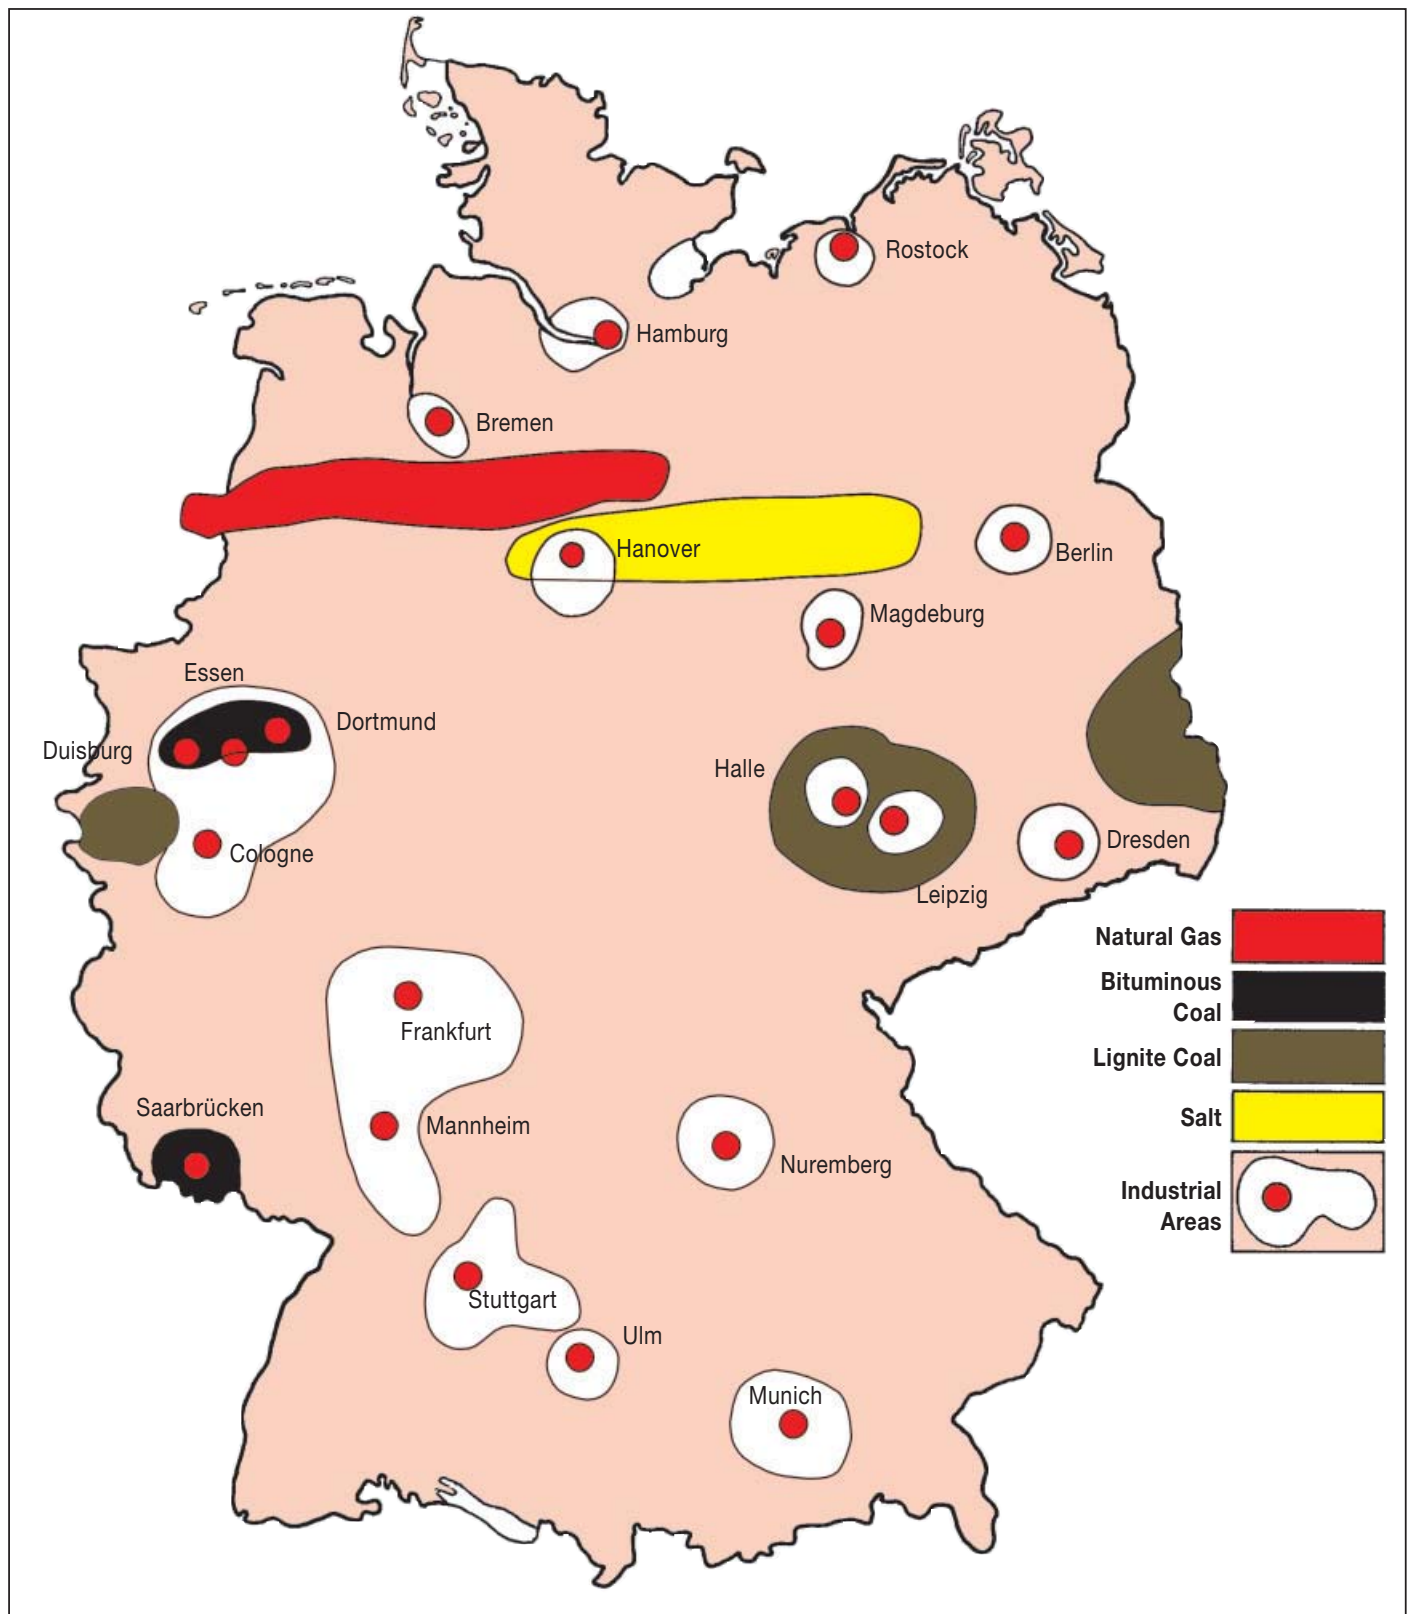 Rostock
Hamburg
Bremen
Hanover
Berlin
Magdeburg
Essen
Dortmund
Duisburg
Halle
Cologne
Dresden
Leipzig
Natural Gas
Bituminous
Coal
Frankfurt
Lignite Coal
Saarbrücken
Salt
Mannheim
Nuremberg
Industrial
Areas
Stuttgart
Ulm
Munich